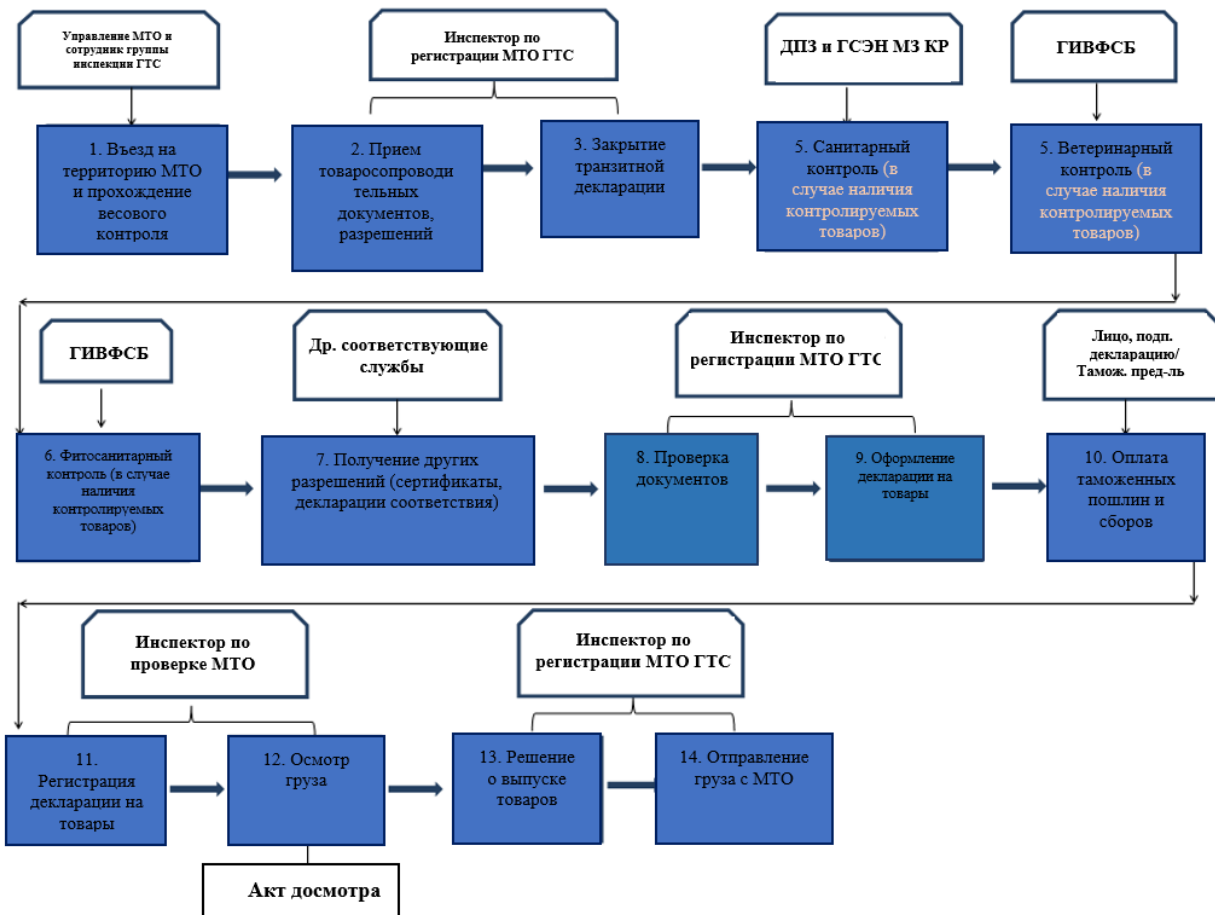 Управление МТО и
сотрудник группы
инспекции ГТС
Инспектор по
регистрации МТО ГТС
ДПЗ и ГСЭН МЗ КР
ГИВФСБ
1. Въезд на
территорию МТО
и прохождение
весового
контроля
2. Прием
товаросопроводи
тельных
документов,
разрешений
3. Закрытие
транзитной
декларации
5. Санитарный
контроль (в
случае наличия
контролируемых
товаров)
5. Ветеринарный
контроль (в
случае наличия
контролируемых
товаров)
ГИВФСБ
Др. соответствующие
службы
Инспектор по
регистрации МТО ГТС
Лицо, подп.
декларацию/
Тамож. пред-ль
6. Фитосанитарный
контроль (в случае
наличия
контролируемых
товаров)
7. Получение других
разрешений (сертификаты,
декларации соответствия)
8. Проверка
документов
9. Оформление
декларации на
товары
10. Оплата
таможенных
пошлин и
сборов
Инспектор по
проверке МТО
Инспектор по
регистрации МТО ГТС
11.
Регистрация
декларации на
товары
12. Осмотр
груза
13. Решение
о выпуске
товаров
14. Отправление
груза с МТО
Акт досмотра